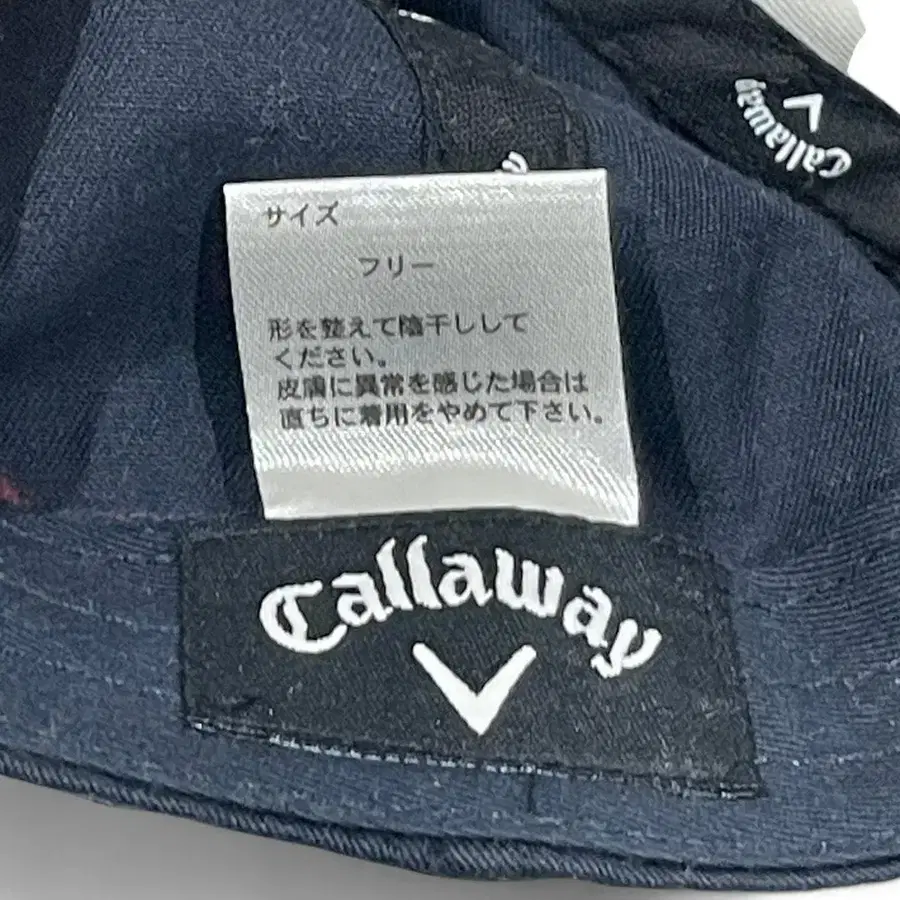 Callaway
サイズ
フリー
形を整えて陰干しして
ください。
皮膚に異常を感じた場合は
直ちに着用をやめて下さい。
Callaway